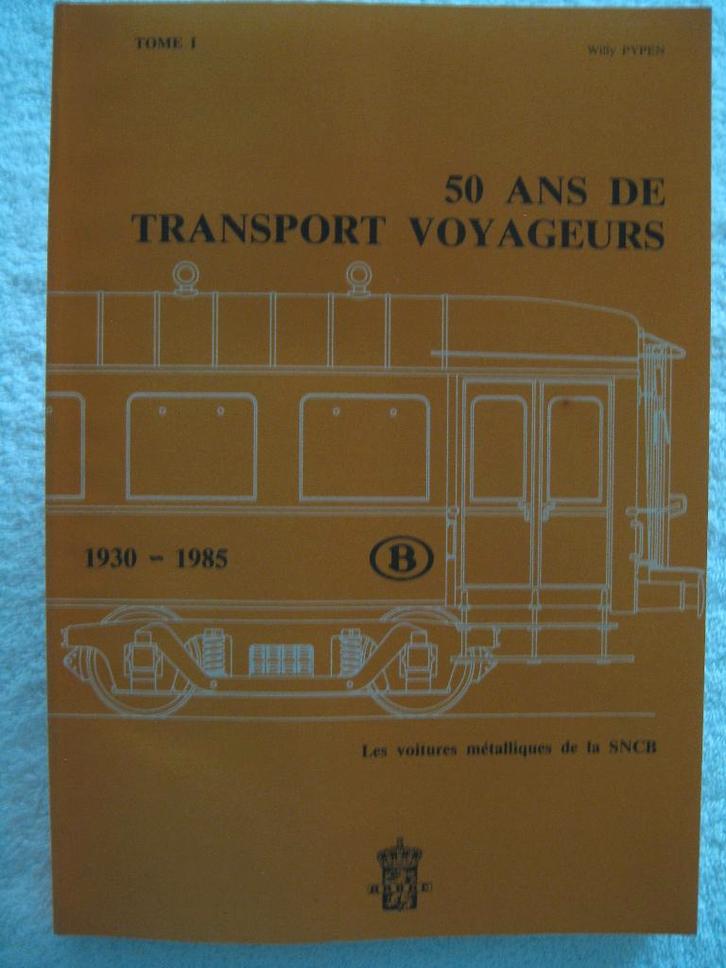 TOME I
Willy PYPEN
50 ANS DE
TRANSPORT VOYAGEURS
1930 - 1985
B
Les voitures métalliques de la SNCB